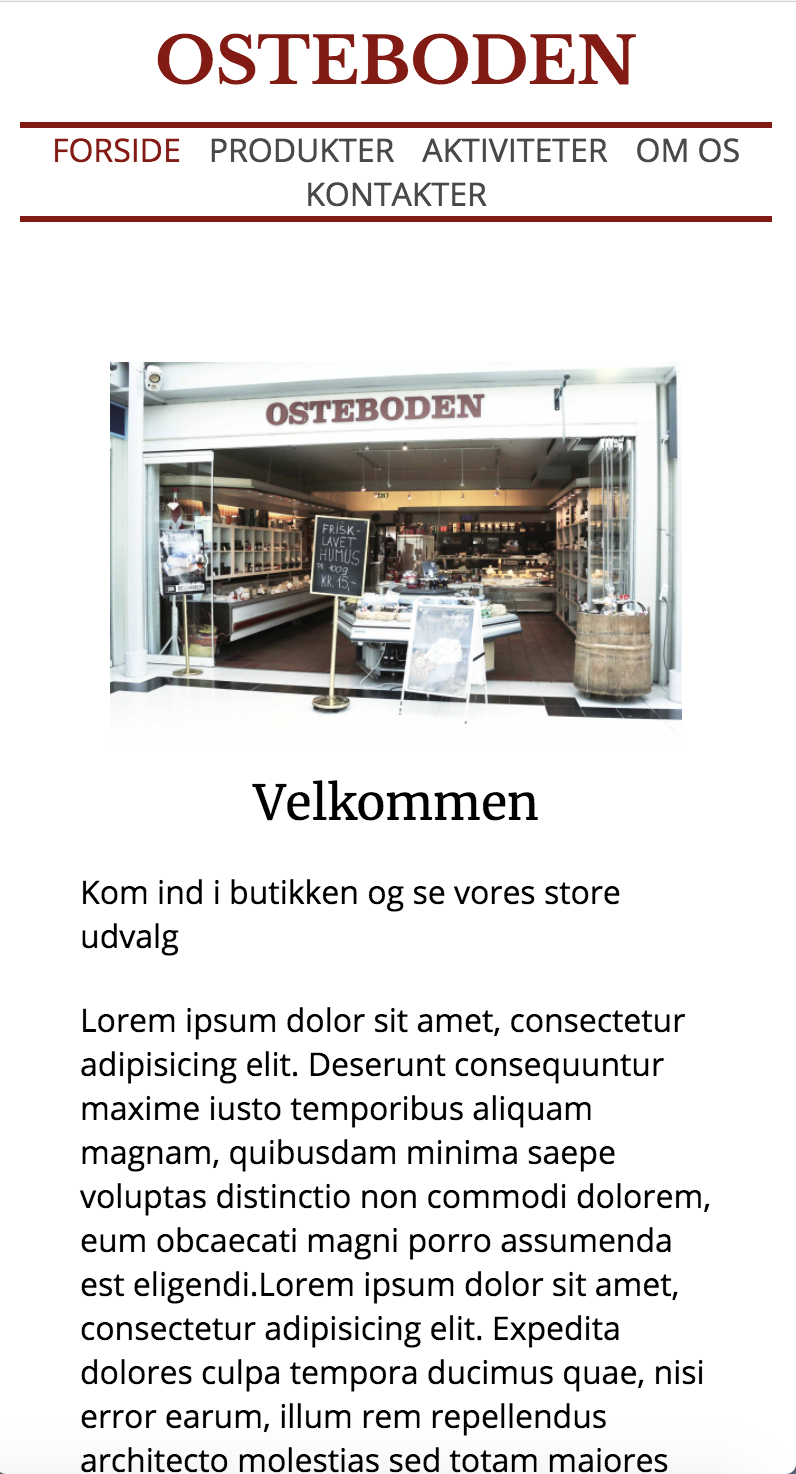 OSTEBODEN
FORSIDE PRODUKTER AKTIVITETER OM OS
KONTAKTER
OSTEBODEN
FRISK-
LAVET
HUMUS
PR. 100g
KR. 15,-
Velkommen
Kom ind i butikken og se vores store
udvalg
Lorem ipsum dolor sit amet, consectetur
adipisicing elit. Deserunt consequuntur
maxime iusto temporibus aliquam
magnam, quibusdam minima saepe
voluptas distinctio non commodi dolorem,
eum obcaecati magni porro assumenda
est eligendi.Lorem ipsum dolor sit amet,
consectetur adipisicing elit. Expedita
dolores culpa tempora ducimus quae, nisi
error earum, illum rem repellendus
architecto molestias sed totam maiores